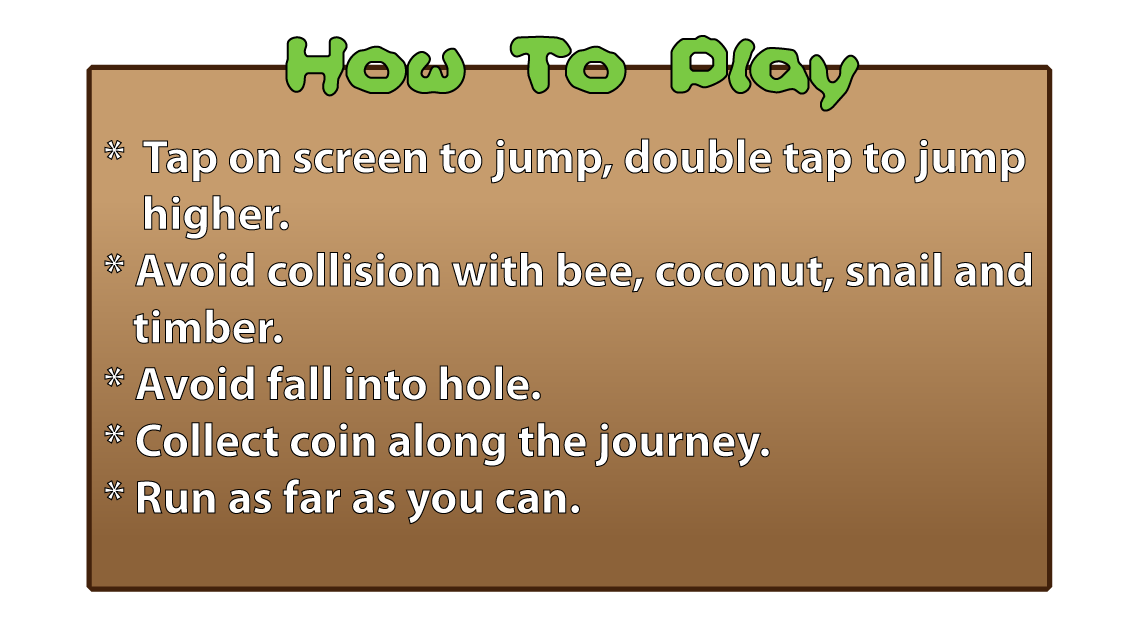 How To Play
* Tap on screen to jump, double tap to jump
higher.
* Avoid collision with bee, coconut, snail and
timber.
* Avoid fall into hole.
* Collect coin along the journey.
* Run as far as you can.